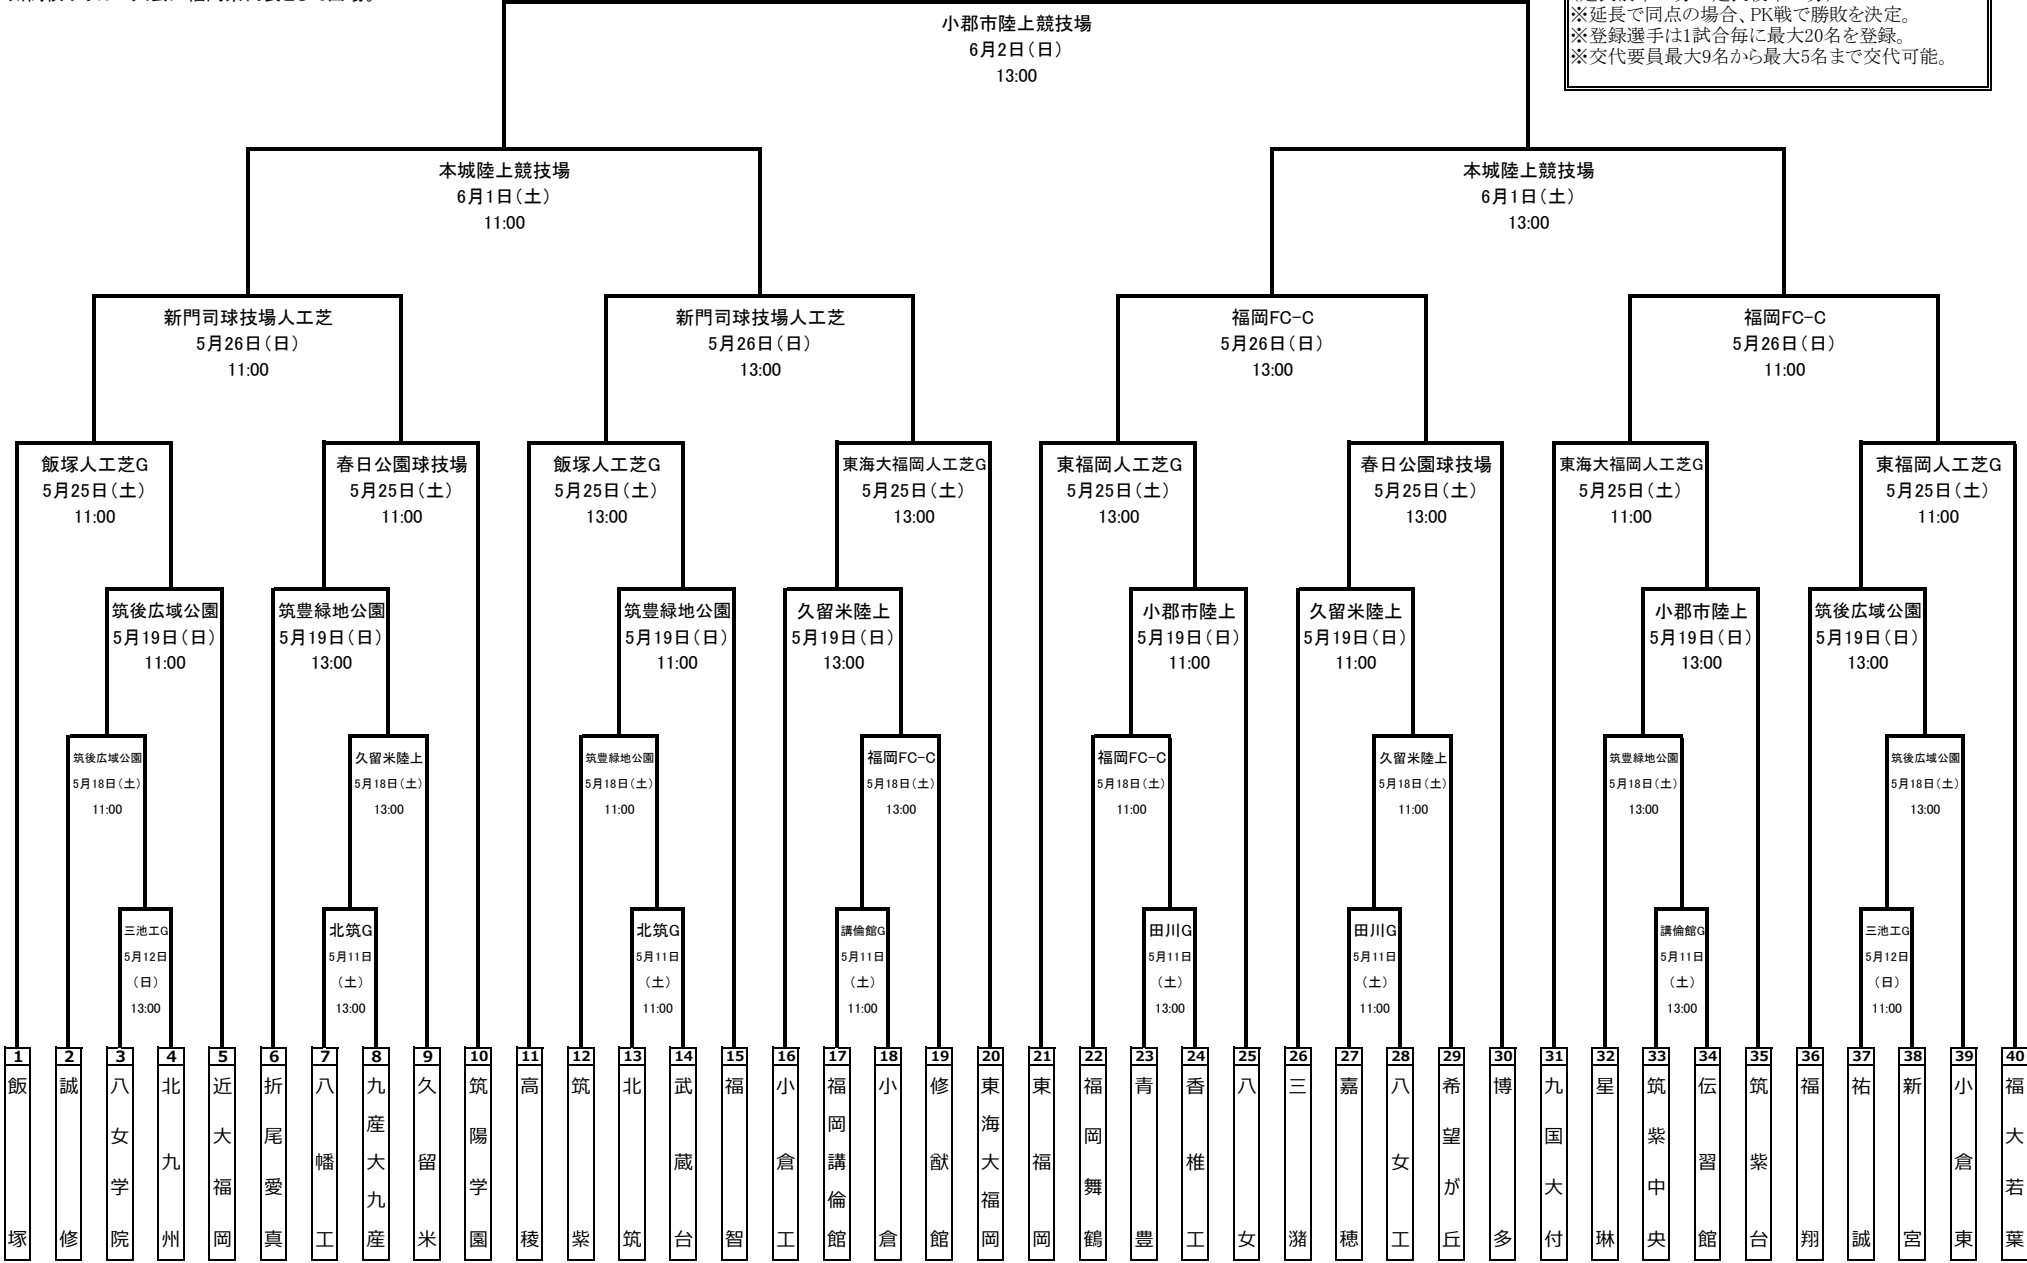 小郡市陸上競技場
6月2日（日）
13:00
※延長で同点の場合、PK戦で勝敗を決定。
※登録選手は1試合毎に最大20名を登録。
※交代要員最大9名から最大5名まで交代可能。
本城陸上競技場
6月1日（土）
11:00
本城陸上競技場
6月1日（土）
13:00
新門司球技場人工芝
5月26日（日）
11:00
新門司球技場人工芝
5月26日（日）
13:00
福岡FC-C
5月26日（日）
13:00
福岡FC-C
5月26日（日）
11:00
飯塚人工芝G
5月25日（土）
11:00
春日公園球技場
5月25日（土）
11:00
飯塚人工芝G
5月25日（土）
13:00
東海大福岡人工芝G
5月25日（土）
13:00
東福岡人工芝G
5月25日（土）
13:00
春日公園球技場
5月25日（土）
13:00
東海大福岡人工芝G
5月25日（土）
11:00
東福岡人工芝G
5月25日（土）
11:00
筑後広域公園
5月19日（日）
11:00
筑豊緑地公園
5月19日（日）
13:00
筑豊緑地公園
5月19日（日）
11:00
久留米陸上
5月19日（日）
13:00
小郡市陸上
5月19日（日）
11:00
久留米陸上
5月19日（日）
11:00
小郡市陸上
5月19日（日）
13:00
筑後広域公園
5月19日（日）
13:00
筑後広域公園
5月18日（土）
11:00
久留米陸上
5月18日（土）
13:00
筑豊緑地公園
5月18日（土）
11:00
福岡FC-C
5月18日（土）
13:00
福岡FC-C
5月18日（土）
11:00
久留米陸上
5月18日（土）
11:00
筑豊緑地公園
5月18日（土）
13:00
筑後広域公園
5月18日（土）
13:00
三池工G
5月12日
（日）
13:00
北筑G
5月11日
（土）
13:00
北筑G
5月11日
（土）
11:00
講倫館G
5月11日
（土）
11:00
田川G
5月11日
（土）
13:00
田川G
5月11日
（土）
11:00
講倫館G
5月11日
（土）
13:00
三池工G
5月12日
（日）
11:00
1
飯塚
2
誠修
3
八女学院
4
北九州
5
近大福岡
6
折尾愛真
7
八幡工
8
九産大九産
9
久留米
10
筑陽学園
11
高稜
12
筑紫
13
北筑
14
武蔵台
15
福智
16
小倉工
17
福岡講倫館
18
小倉
19
修猷館
20
東海大福岡
21
東福岡
22
福岡舞鶴
23
青豊
24
香椎工
25
八女
26
三潴
27
嘉穂
28
八女工
29
希望が丘
30
博多
31
九国大付
32
星琳
33
筑紫中央
34
伝習館
35
筑紫台
36
福翔
37
祐誠
38
新宮
39
小倉東
40
福大若葉